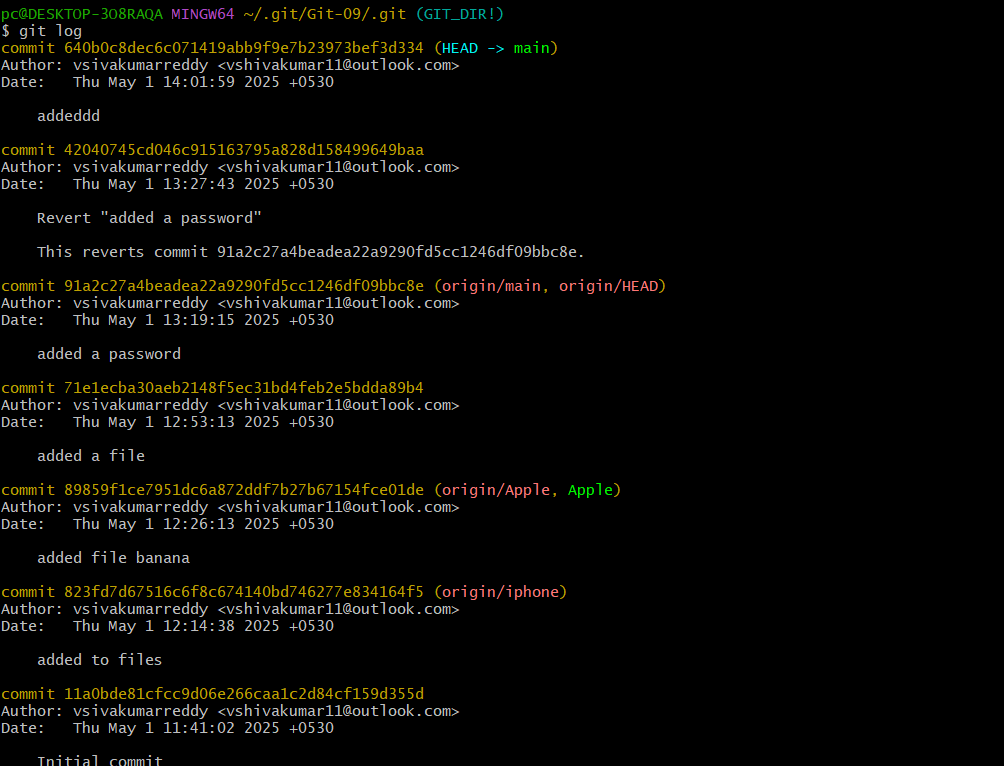 pc@DESKTOP-3O8RAQA MINGW64 ~/.git/Git-09/.git (GIT_DIR!)
$ git log
commit 640b0c8dec6c071419abb9f9e7b23973bef3d334 (HEAD -> main)
Author: vsivakumarreddy <vshivakumar11@outlook.com>
Date:   Thu May 1 14:01:59 2025 +0530

    addeddd

commit 42040745cd046c915163795a828d158499649baa
Author: vsivakumarreddy <vshivakumar11@outlook.com>
Date:   Thu May 1 13:27:43 2025 +0530

    Revert "added a password"

    This reverts commit 91a2c27a4beadea22a9290fd5cc1246df09bbc8e.

commit 91a2c27a4beadea22a9290fd5cc1246df09bbc8e (origin/main, origin/HEAD)
Author: vsivakumarreddy <vshivakumar11@outlook.com>
Date:   Thu May 1 13:19:15 2025 +0530

    added a password

commit 71e1ecba30aeb2148f5ec31bd4feb2e5bdda89b4
Author: vsivakumarreddy <vshivakumar11@outlook.com>
Date:   Thu May 1 12:53:13 2025 +0530

    added a file

commit 89859f1ce7951dc6a872ddf7b27b67154fce01de (origin/Apple, Apple)
Author: vsivakumarreddy <vshivakumar11@outlook.com>
Date:   Thu May 1 12:26:13 2025 +0530

    added file banana

commit 823fd7d67516c6f8c674140bd746277e834164f5 (origin/iphone)
Author: vsivakumarreddy <vshivakumar11@outlook.com>
Date:   Thu May 1 12:14:38 2025 +0530

    added to files

commit 11a0bde81cfcc9d06e266caa1c2d84cf159d355d
Author: vsivakumarreddy <vshivakumar11@outlook.com>
Date:   Thu May 1 11:41:02 2025 +0530

    Initial commit